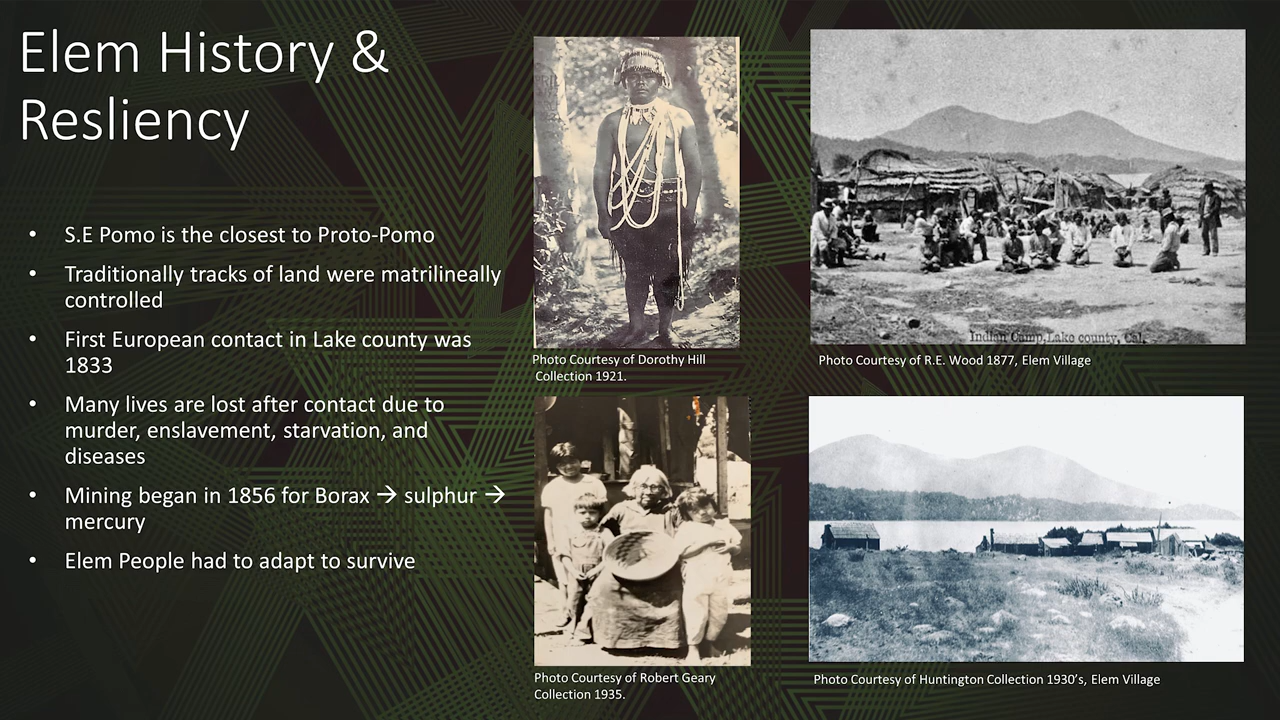 Elem History &
Resliency
• S.E Pomo is the closest to Proto-Pomo
• Traditionally tracks of land were matrilineally
controlled
• First European contact in Lake county was
1833
• Many lives are lost after contact due to
murder, enslavement, starvation, and
diseases
• Mining began in 1856 for Borax → sulphur →
mercury
• Elem People had to adapt to survive
Photo Courtesy of Dorothy Hill
Collection 1921.
Indian Camp, Lake county, Cal.
Photo Courtesy of R.E. Wood 1877, Elem Village
Photo Courtesy of Robert Geary
Collection 1935.
Photo Courtesy of Huntington Collection 1930's, Elem Village